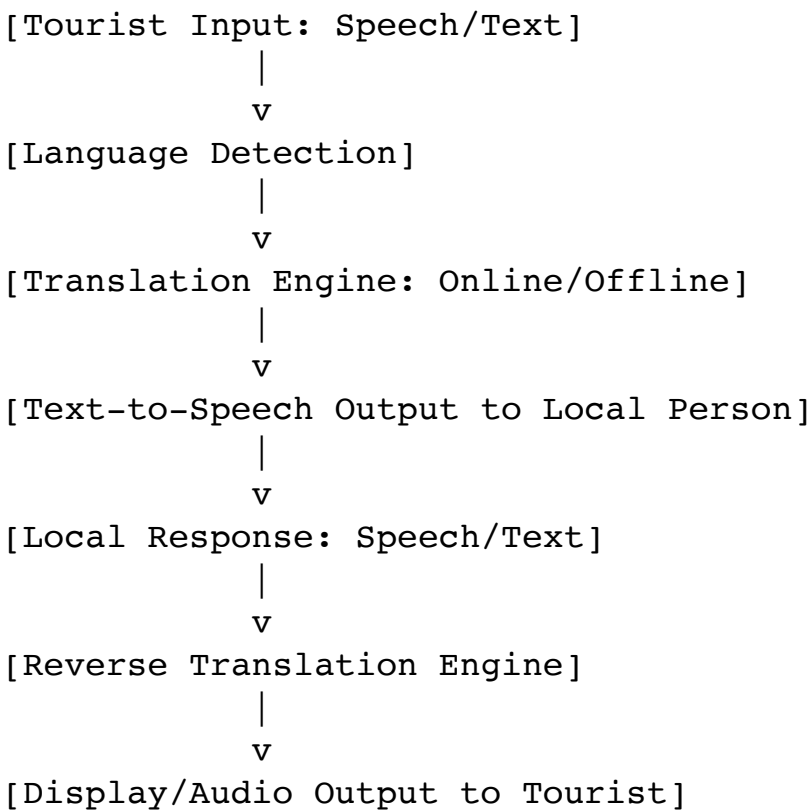 [Tourist Input: Speech/Text]
|
v
[Language Detection]
|
v
[Translation Engine: Online/Offline]
|
v
[Text-to-Speech Output to Local Person]
|
v
[Local Response: Speech/Text]
|
v
[Reverse Translation Engine]
|
v
[Display/Audio Output to Tourist]